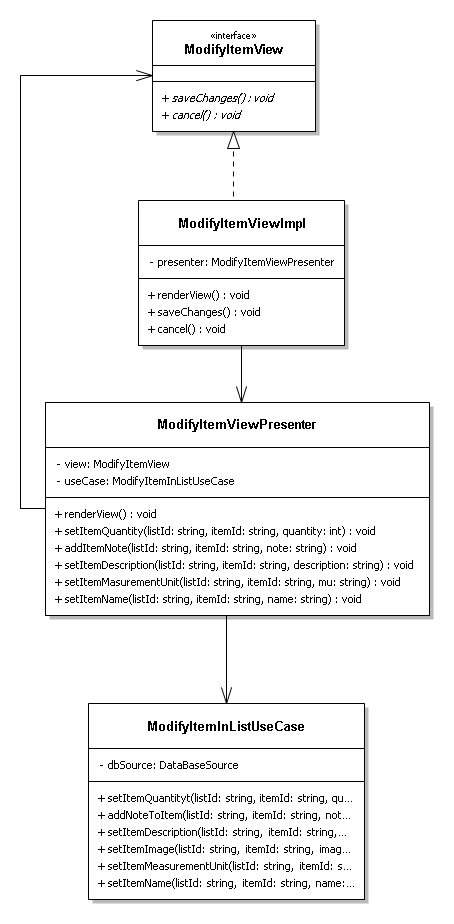 «interface»
ModifyItemView
+ saveChanges() : void
+ cancel() : void
ModifyItemViewImpl
- presenter: ModifyItemViewPresenter
+ renderView() : void
+ saveChanges() : void
+ cancel() : void
ModifyItemViewPresenter
- view: ModifyItemView
- useCase: ModifyItemInListUseCase
+ renderView() : void
+ setItemQuantity(listId: string, itemId: string, quantity: int) : void
+ addItemNote(listId: string, itemId: string, note: string) : void
+ setItemDescription(listId: string, itemId: string, description: string) : void
+ setItemMasurementUnit(listId: string, itemId: string, mu: string) : void
+ setItemName(listId: string, itemId: string, name: string) : void
ModifyItemInListUseCase
- dbSource: DataBaseSource
+ setItemQuantityt(listId: string, itemId: string, qu...
+ addNoteToItem(listId: string, itemId: string, not...
+ setItemDescription(listId: string, itemId: string,...
+ setItemImage(listId: string, itemId: string, imag...
+ setItemMeasurementUnit(listId: string, itemId: s...
+ setItemName(listId: string, itemId: string, name:...